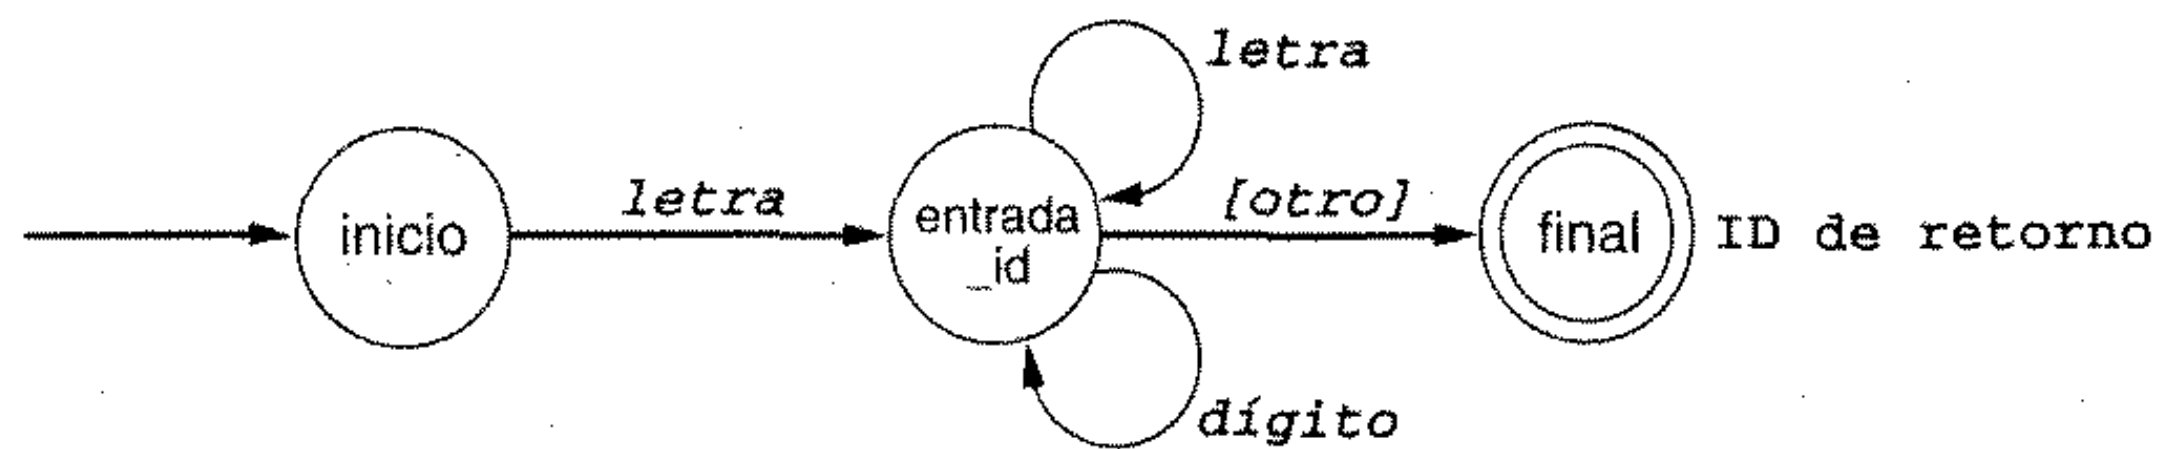 letra
inicio
letra
entrada
_id
[otro]
final
ID de retorno
dígito